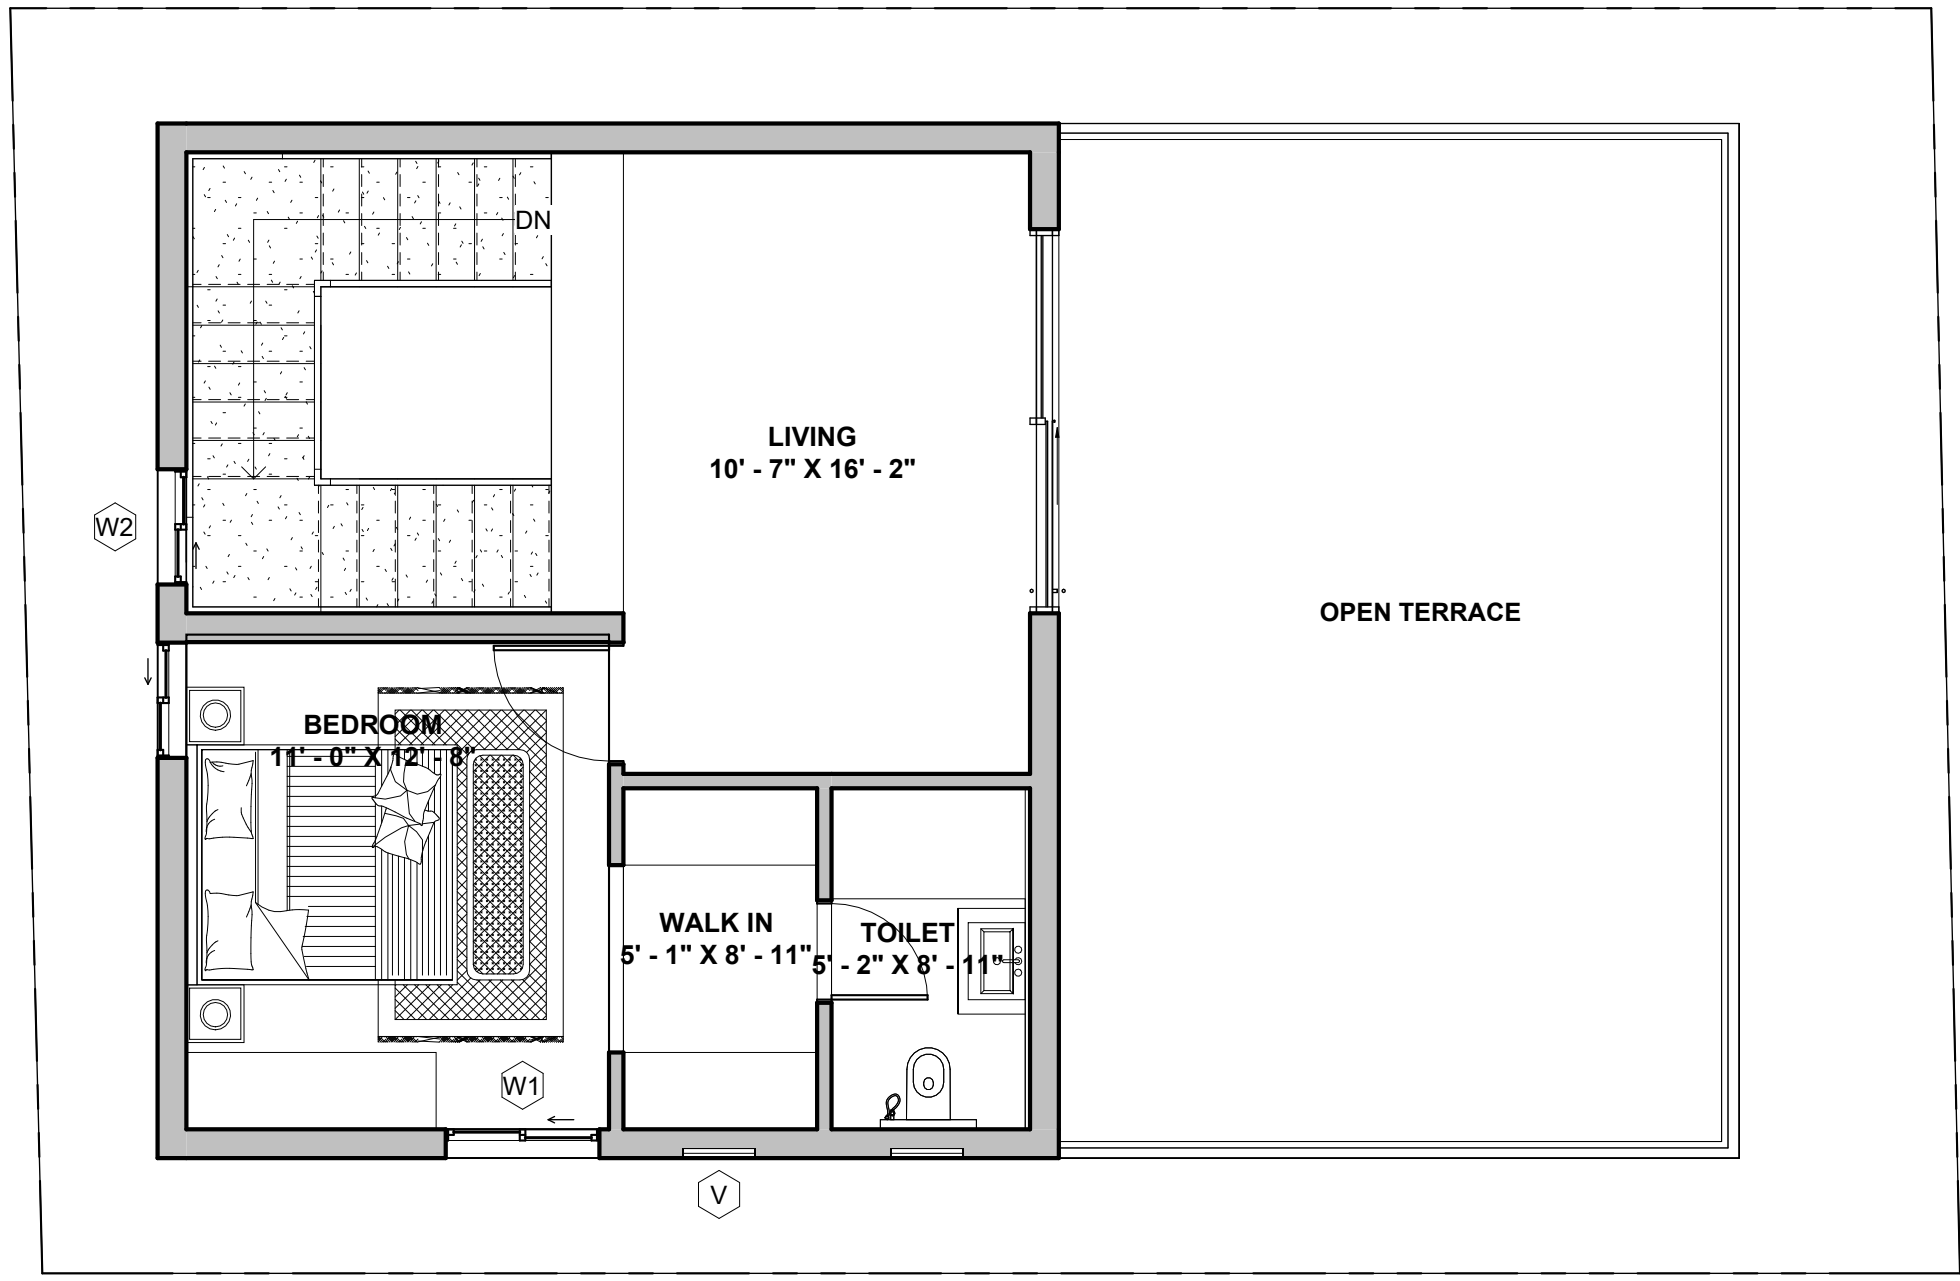 DN
LIVING
10' - 7" X 16' - 2"
W2
OPEN TERRACE
BEDROOM
11' - 0" X 12' - 8"
WALK IN
5' - 1" X 8' - 11"
TOILET
5' - 2" X 8' - 11"
W1
V